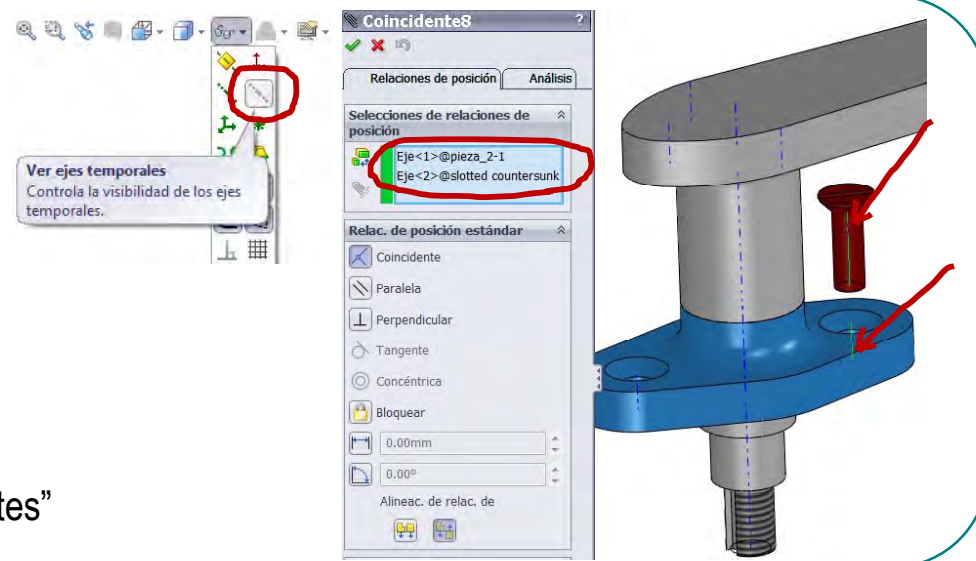 Ver ejes temporales
Controla la visibilidad de los ejes
temporales.
tes”
Coincidente8
?
Relaciones de posición
Análisis
Selecciones de relaciones de
posición
Eje<1>@pieza_2-1
Eje<2>@slotted countersunk
Relac. de posición estándar
Coincidente
Paralela
Perpendicular
Tangente
Concéntrica
Bloquear
0.00mm
0.00º
Alineac. de relac. de